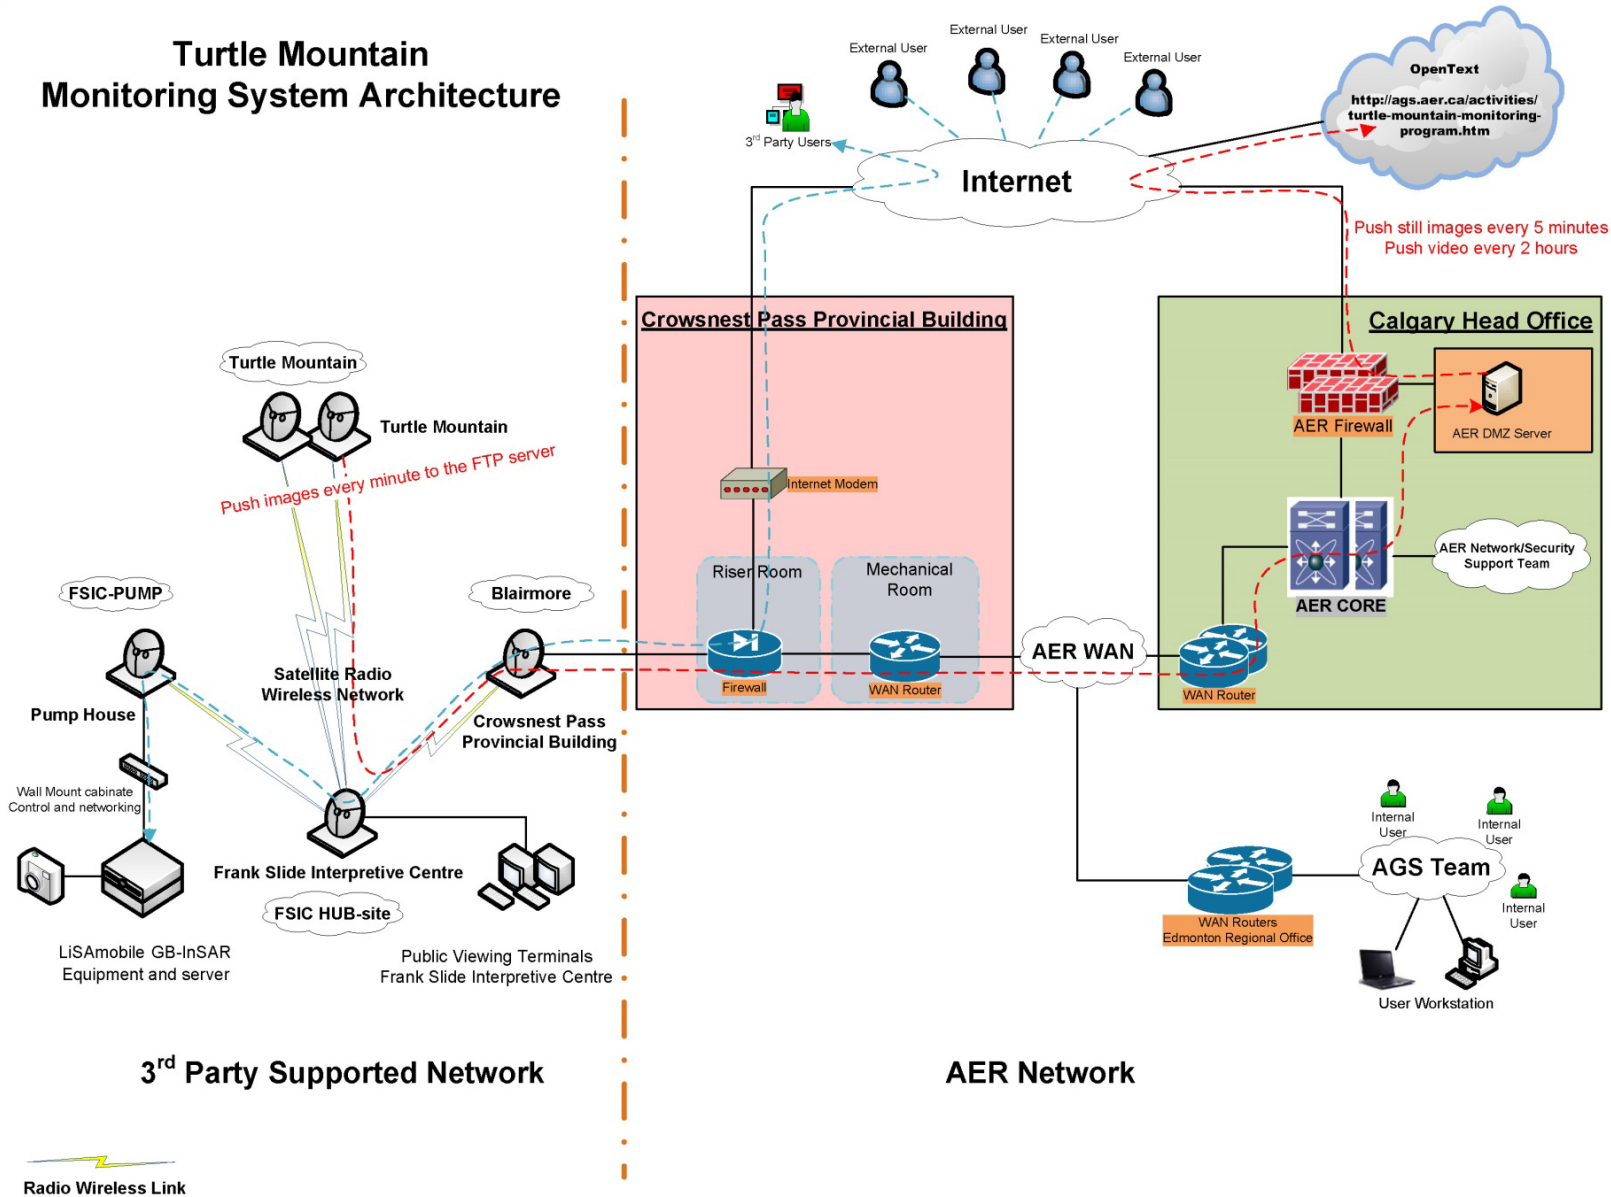 Turtle Mountain
Monitoring System Architecture
External User
External User
External User
External User
3rd Party Users
Internet
OpenText
http://ags.aer.ca/activities/
turtle-mountain-monitoring-
program.htm
Push still images every 5 minutes
Push video every 2 hours
Crowsnest Pass Provincial Building
Calgary Head Office
Turtle Mountain
Turtle Mountain
Push images every minute to the FTP server
AER Firewall
AER DMZ Server
Internet Modem
Riser Room
Mechanical
Room
AER Network/Security
Support Team
AER CORE
FSIC-PUMP
Blairmore
Satellite Radio
Wireless Network
Firewall
WAN Router
AER WAN
WAN Router
Pump House
Crowsnest Pass
Provincial Building
Wall Mount cabinate
Control and networking
Frank Slide Interpretive Centre
FSIC HUB-site
LiSAmobile GB-InSAR
Equipment and server
Public Viewing Terminals
Frank Slide Interpretive Centre
Internal
User
Internal
User
AGS Team
Internal
User
WAN Routers
Edmonton Regional Office
User Workstation
3rd Party Supported Network
AER Network
Radio Wireless Link